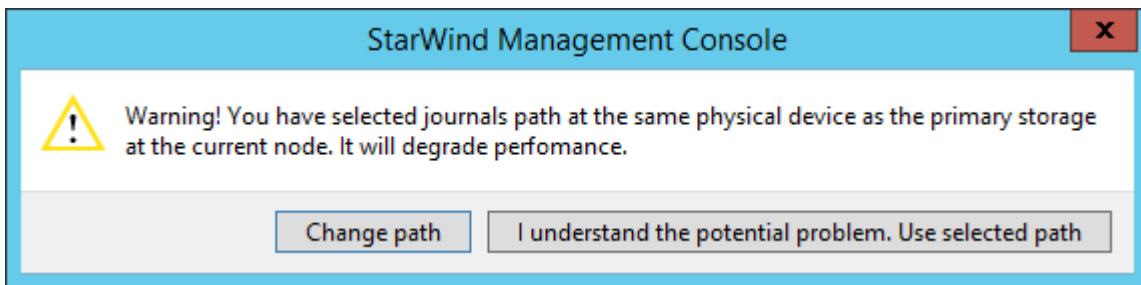 StarWind Management Console
x
!
Warning! You have selected journals path at the same physical device as the primary storage
at the current node. It will degrade perfomance.
Change path
I understand the potential problem. Use selected path